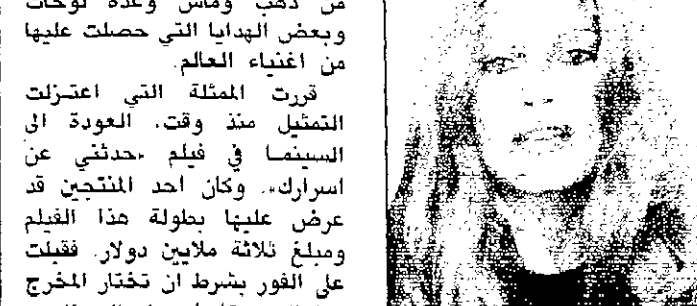 من ذهب وماس وعدة لوحات
وبعض الهدايا التي حصلت عليها
من اغنياء العالم.
قررت الممثلة التي اعتزلت
التمثيل منذ وقت، العودة الى
السينما في فيلم «حدثني عن
اسرارك». وكان احد المنتجين قد
عرض عليها بطولة هذا الفيلم
ومبلغ ثلاثة ملايين دولار. فقبلت
على الفور بشرط ان تختار المخرج